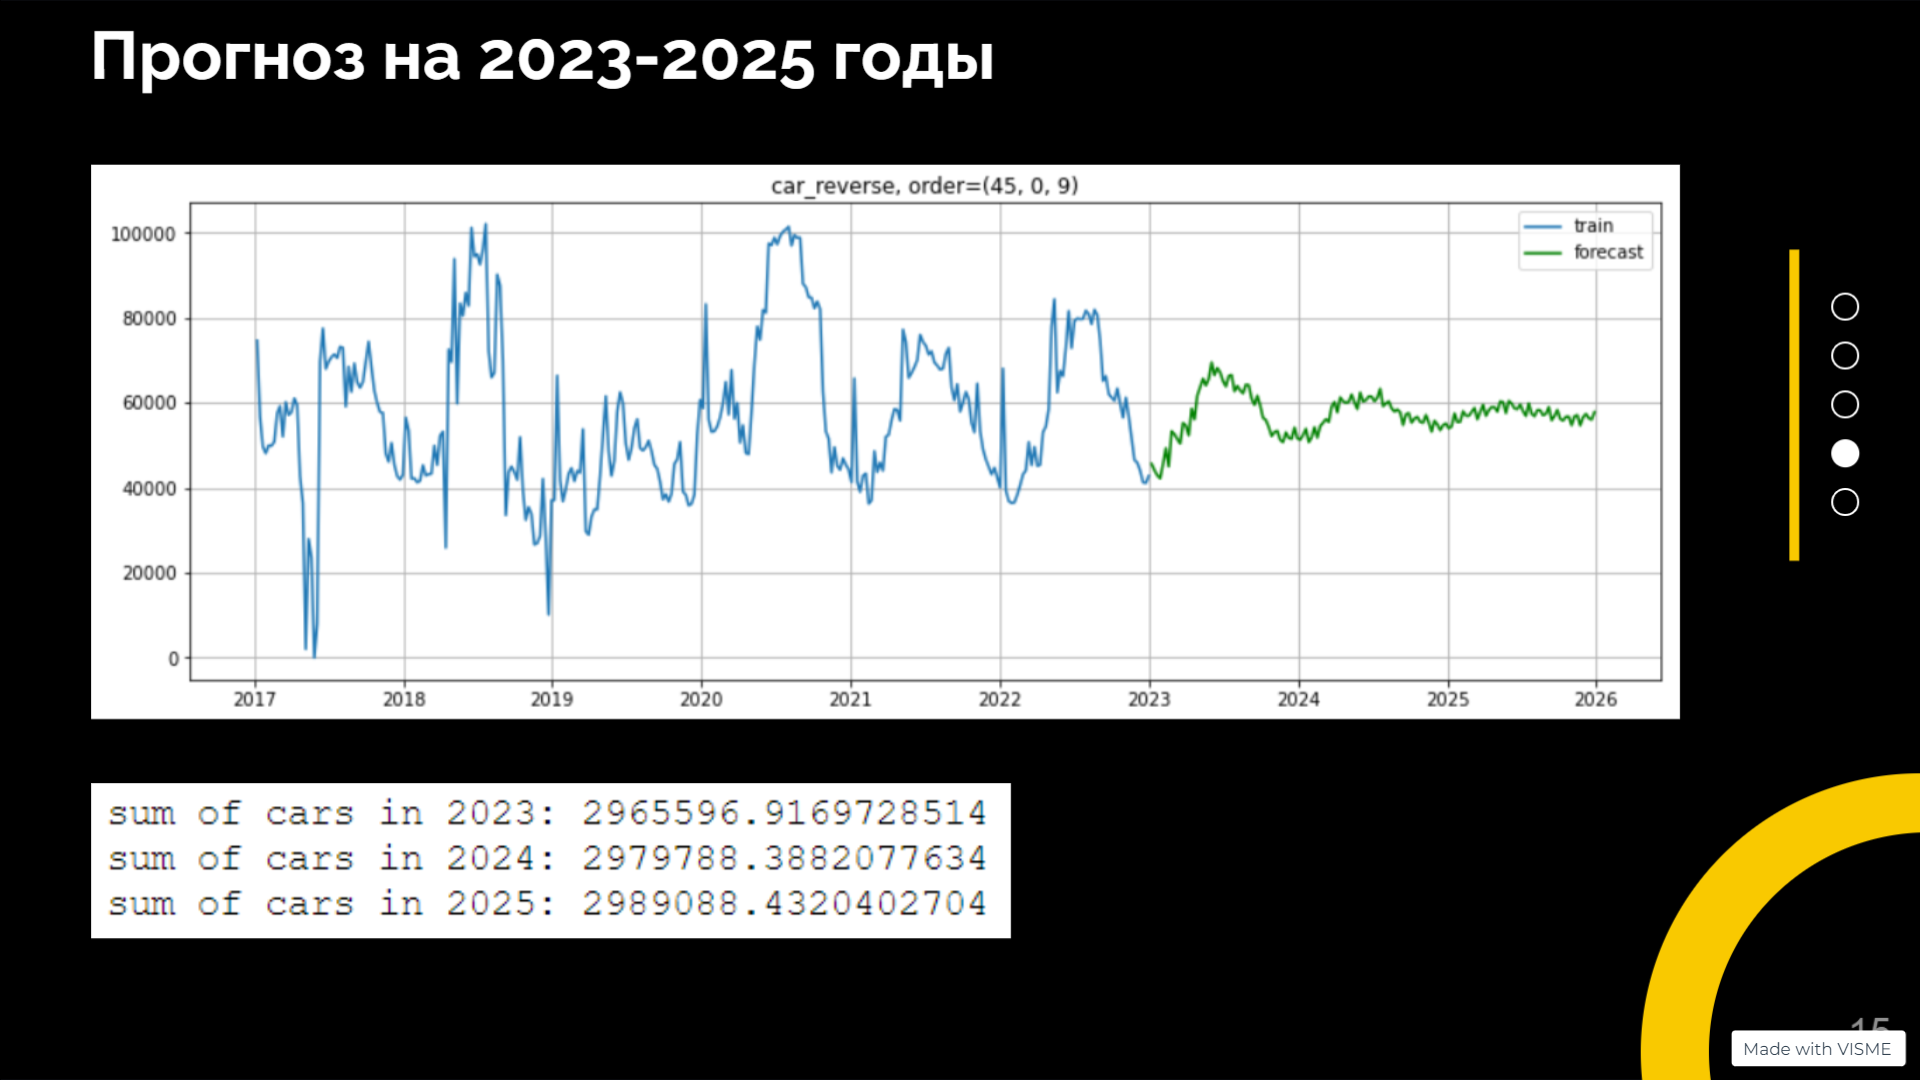 Прогноз на 2023-2025 годы
car_reverse, order=(45, 0, 9)
train
forecast
100000
80000
60000
40000
20000
0
2017 2018 2019 2020 2021 2022 2023 2024 2025 2026
sum of cars in 2023: 2965596.9169728514
sum of cars in 2024: 2979788.3882077634
sum of cars in 2025: 2989088.4320402704
15
Made with VISME